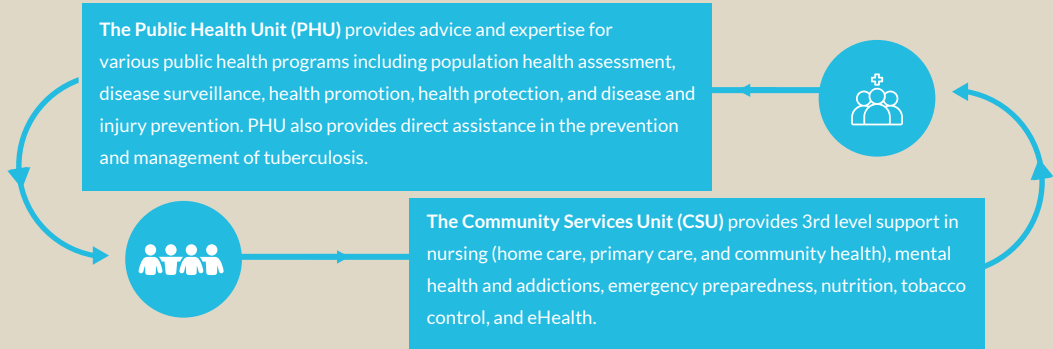 The Public Health Unit (PHU) provides advice and expertise for
various public health programs including population health assessment,
disease surveillance, health promotion, health protection, and disease and
injury prevention. PHU also provides direct assistance in the prevention
and management of tuberculosis.
The Community Services Unit (CSU) provides 3rd level support in
nursing (home care, primary care, and community health), mental
health and addictions, emergency preparedness, nutrition, tobacco
control, and eHealth.